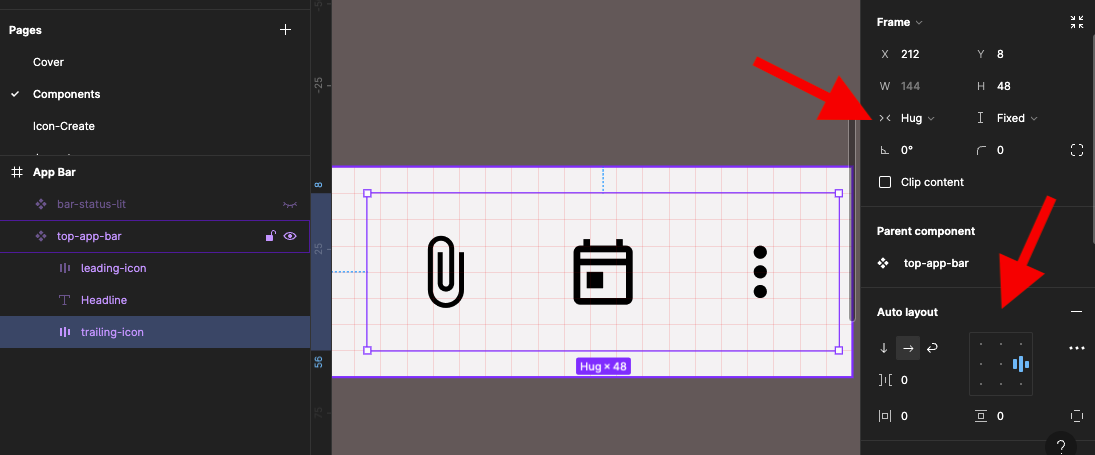 Pages
Cover
Components
Icon-Create
App Bar
bar-status-lit
top-app-bar
leading-icon
Headline
trailing-icon
-25
8
25
56
75
Hug × 48
Frame
X 212 Y 8
W 144 H 48
Hug Fixed
0° 0
Clip content
Parent component
top-app-bar
Auto layout
0
0 0
?